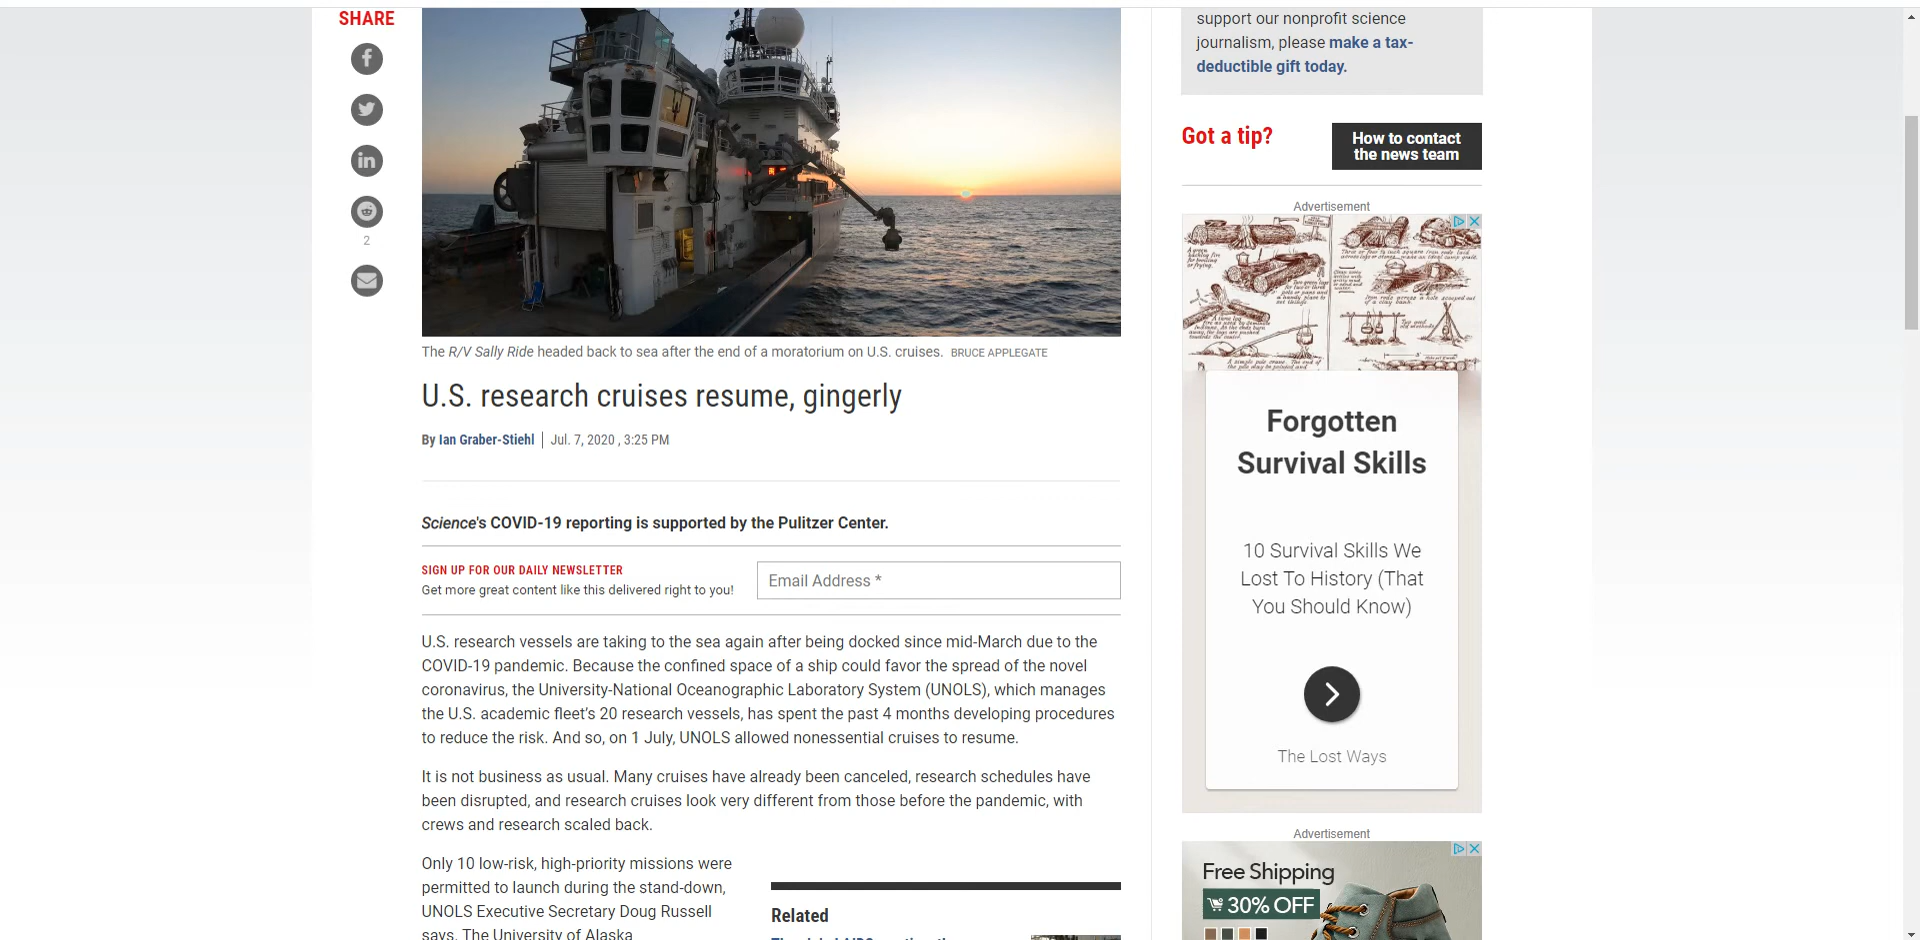 SHARE
2
The R/V Sally Ride headed back to sea after the end of a moratorium on U.S. cruises. BRUCE APPLEGATE
U.S. research cruises resume, gingerly
By Ian Graber-Stiehl | Jul. 7, 2020 , 3:25 PM
Science's COVID-19 reporting is supported by the Pulitzer Center.
SIGN UP FOR OUR DAILY NEWSLETTER
Get more great content like this delivered right to you!
Email Address *
U.S. research vessels are taking to the sea again after being docked since mid-March due to the
COVID-19 pandemic. Because the confined space of a ship could favor the spread of the novel
coronavirus, the University-National Oceanographic Laboratory System (UNOLS), which manages
the U.S. academic fleet’s 20 research vessels, has spent the past 4 months developing procedures
to reduce the risk. And so, on 1 July, UNOLS allowed nonessential cruises to resume.
It is not business as usual. Many cruises have already been canceled, research schedules have
been disrupted, and research cruises look very different from those before the pandemic, with
crews and research scaled back.
Only 10 low-risk, high-priority missions were
permitted to launch during the stand-down,
UNOLS Executive Secretary Doug Russell
says. The University of Alaska
Related
support our nonprofit science
journalism, please make a tax-
deductible gift today.
Got a tip?
How to contact
the news team
Advertisement
Forgotten
Survival Skills
10 Survival Skills We
Lost To History (That
You Should Know)
The Lost Ways
Advertisement
Free Shipping
30% OFF